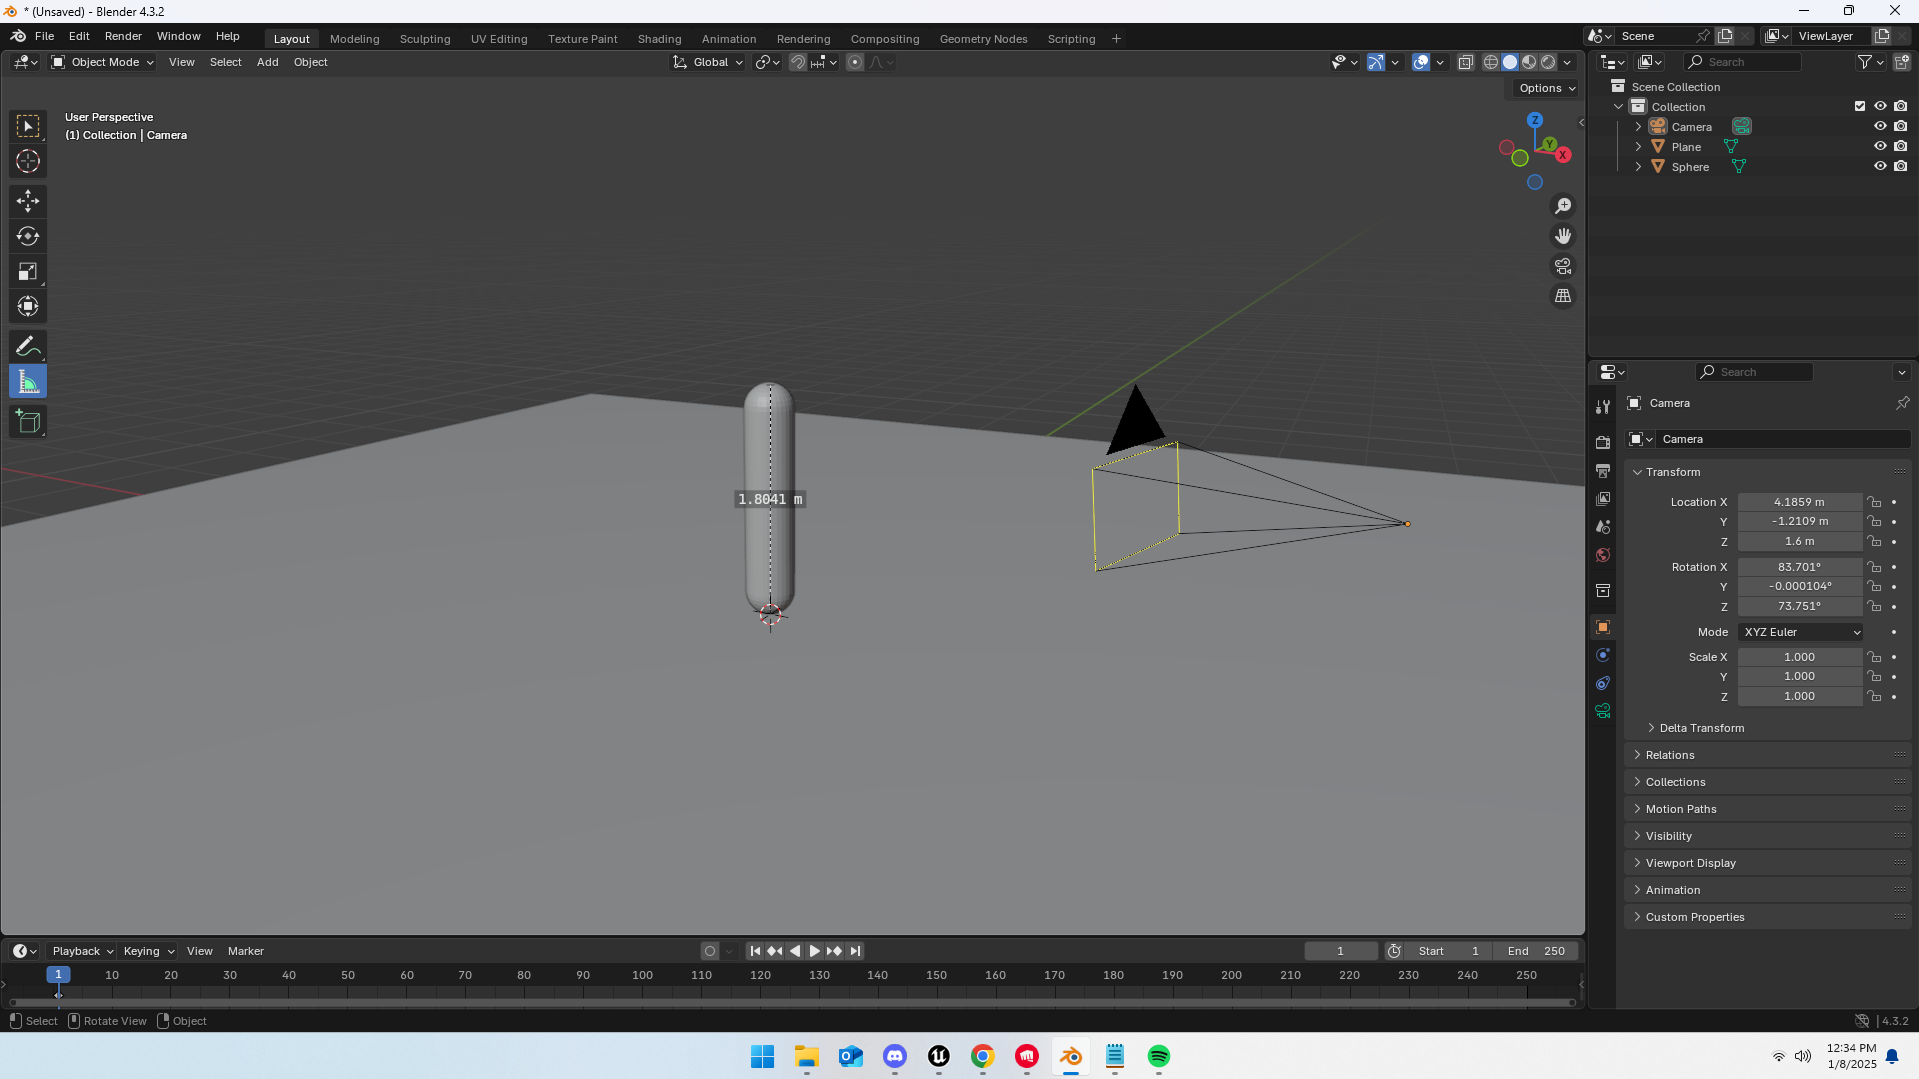 * (Unsaved) - Blender 4.3.2
File Edit Render Window Help
Layout Modeling Sculpting UV Editing Texture Paint Shading Animation Rendering Compositing Geometry Nodes Scripting +
Scene ViewLayer
Object Mode View Select Add Object
Global
Search
Options
User Perspective
(1) Collection | Camera
Z
Y
X
1.8041 m
Scene Collection
Collection
Camera
Plane
Sphere
Search
Camera
Camera
Transform
Location X 4.1859 m
Y -1.2109 m
Z 1.6 m
Rotation X 83.701°
Y -0.000104°
Z 73.751°
Mode XYZ Euler
Scale X 1.000
Y 1.000
Z 1.000
Delta Transform
Relations
Collections
Motion Paths
Visibility
Viewport Display
Animation
Custom Properties
Playback Keying View Marker
1 Start 1 End 250
1 10 20 30 40 50 60 70 80 90 100 110 120 130 140 150 160 170 180 190 200 210 220 230 240 250
Select Rotate View Object
4.3.2
12:34 PM
1/8/2025